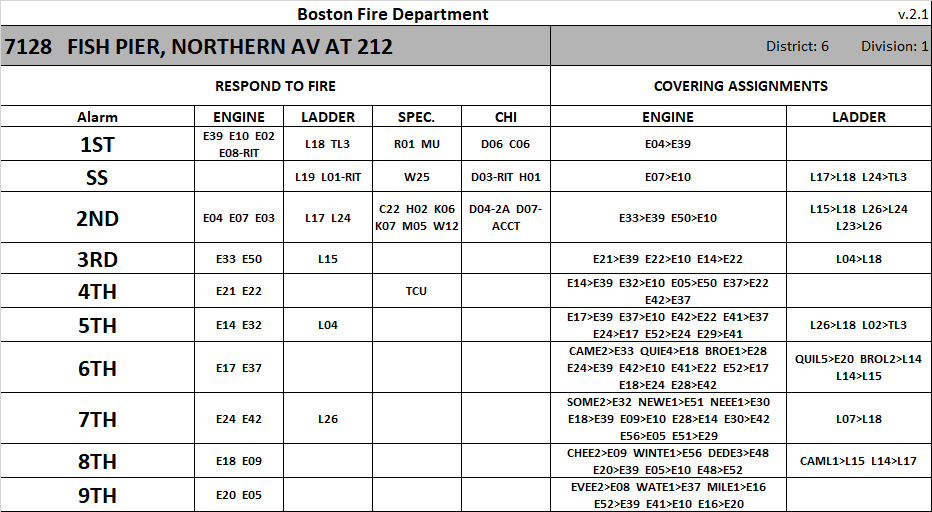 Boston Fire Department v.2.1
7128 FISH PIER, NORTHERN AV AT 212 District: 6 Division: 1
RESPOND TO FIRE COVERING ASSIGNMENTS
Alarm ENGINE LADDER SPEC. CHI ENGINE LADDER
1ST E39 E10 E02 E08-RIT L18 TL3 R01 MU D06 C06 E04>E39
SS L19 L01-RIT W25 D03-RIT H01 E07>E10 L17>L18 L24>TL3
2ND E04 E07 E03 L17 L24 C22 H02 K06 K07 M05 W12 D04-2A D07-ACCT E33>E39 E50>E10 L15>L18 L26>L24 L23>L26
3RD E33 E50 L15 E21>E39 E22>E10 E14>E22 L04>L18
4TH E21 E22 TCU E14>E39 E32>E10 E05>E50 E37>E22 E42>E37
5TH E14 E32 L04 E17>E39 E37>E10 E42>E22 E41>E37 E24>E17 E52>E24 E29>E41 L26>L18 L02>TL3
6TH E17 E37 CAME2>E33 QUIE4>E18 BROE1>E28 E24>E39 E42>E10 E41>E22 E52>E17 E18>E24 E28>E42 QUIL5>E20 BROL2>L14 L14>L15
7TH E24 E42 L26 SOME2>E32 NEWE1>E51 NEEE1>E30 E18>E39 E09>E10 E28>E14 E30>E42 E56>E05 E51>E29 L07>L18
8TH E18 E09 CHEE2>E09 WINTE1>E56 DEDE3>E48 E20>E39 E05>E10 E48>E52 CAML1>L15 L14>L17
9TH E20 E05 EVEE2>E08 WATE1>E37 MILE1>E16 E52>E39 E41>E10 E16>E20